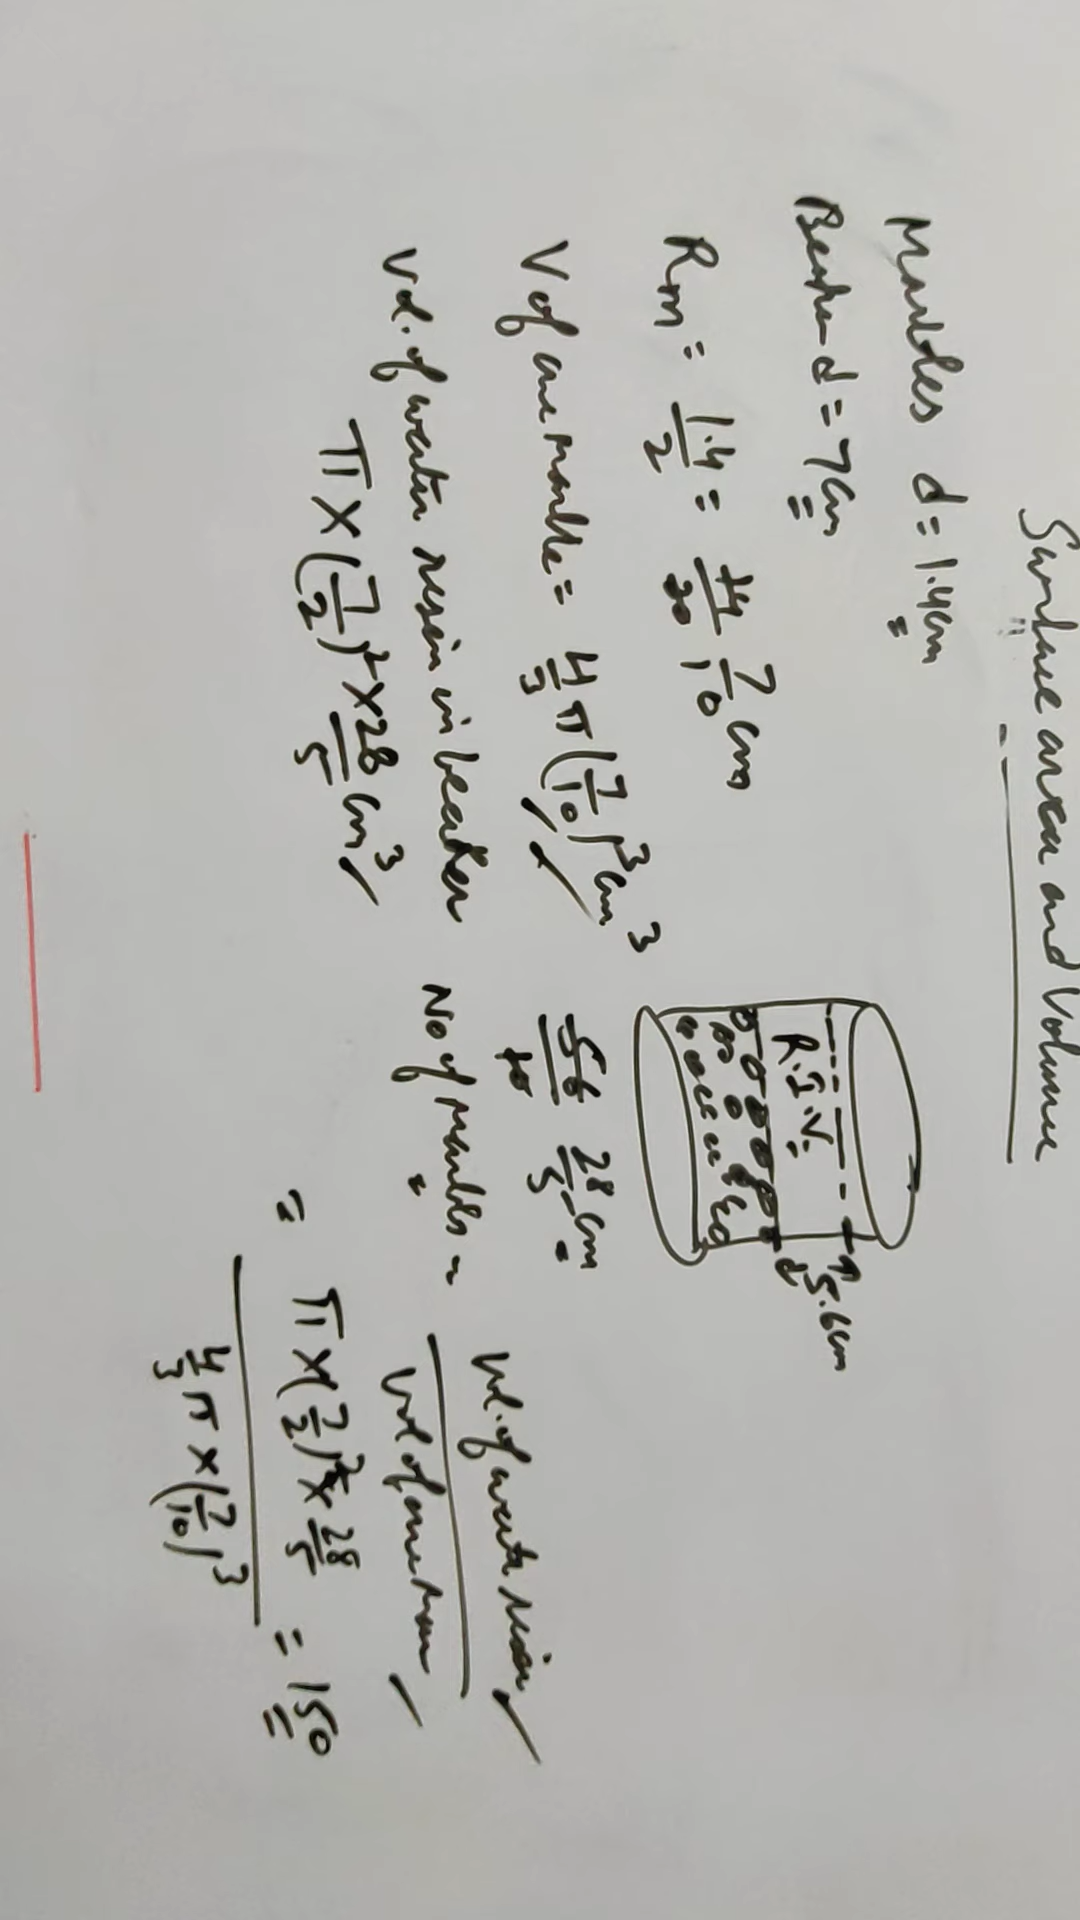 Surface area and Volume
Marbles d = 1.4cm
Beaker d = 7cm
Rm = 1.4/2 = 14/20 7/10 cm
V of one marble = 4/3 π (7/10)³ cm³
Vol. of water risen in beaker
π × (7/2)² × 28/5 cm³
R.I.V.
5.6cm
56/10 28/5 cm
No of marbles = Vol. of water risen / Vol of one mar
= π × (7/2)² × 28/5 / 4/3 π × (7/10)³ = 150